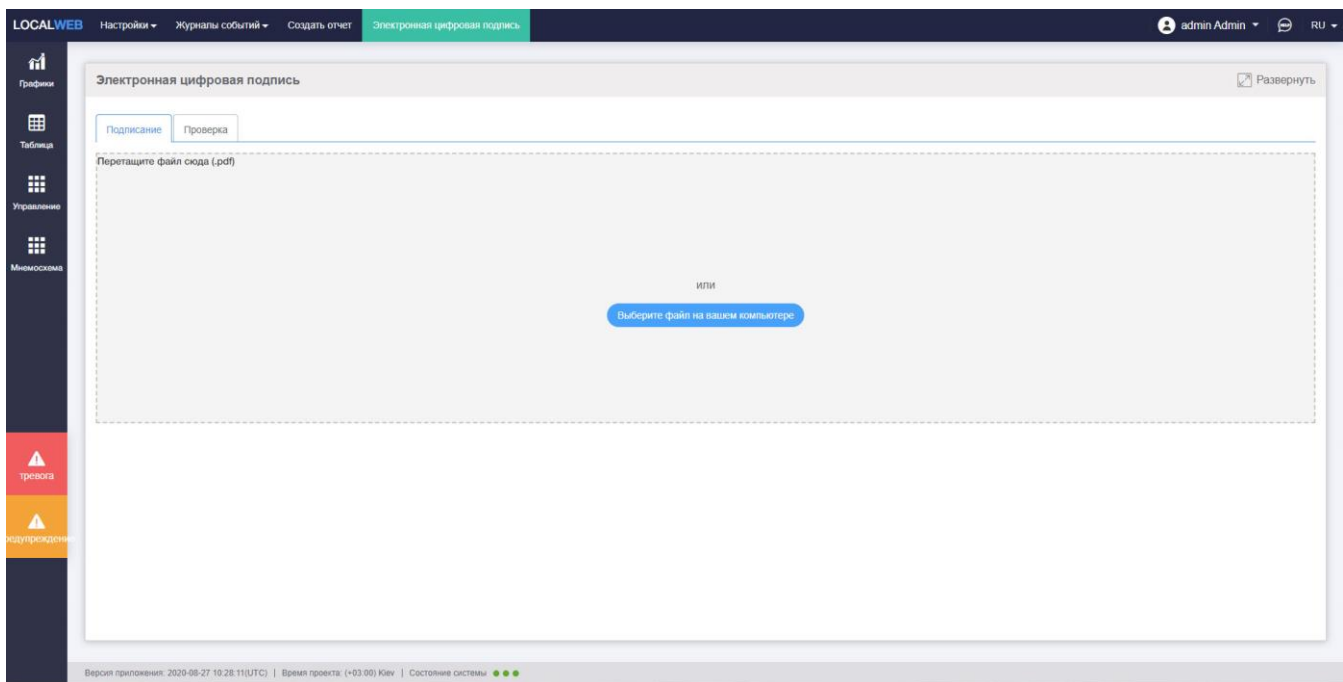 LOCALWEB Настройки Журналы событий Создать отчет Электронная цифровая подпись admin Admin RU
Графики
Таблица
Управление
Мнемосхема
тревога
редупреждени
Электронная цифровая подпись Развернуть
Подписание Проверка
Перетащите файл сюда (.pdf)
или
Выберите файл на вашем компьютере
Версия приложения: 2020-08-27 10:28:11(UTC) | Время проекта: (+03:00) Kiev | Состояние системы